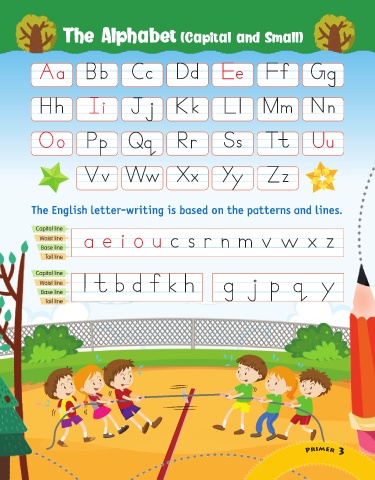 The Alphabet (Capital and Small)
Aa Bb Cc Dd Ee Ff Gg
Hh Ii Jj Kk Ll Mm Nn
Oo Pp Qq Rr Ss Tt Uu
Vv Ww Xx Yy Zz
The English letter-writing is based on the patterns and lines.
Capital line
Waist line
Base line
Tail line
a e i o u c s r n m v w x z
Capital line
Waist line
Base line
Tail line
l t b d f k h g j p q y
PRIMER 3